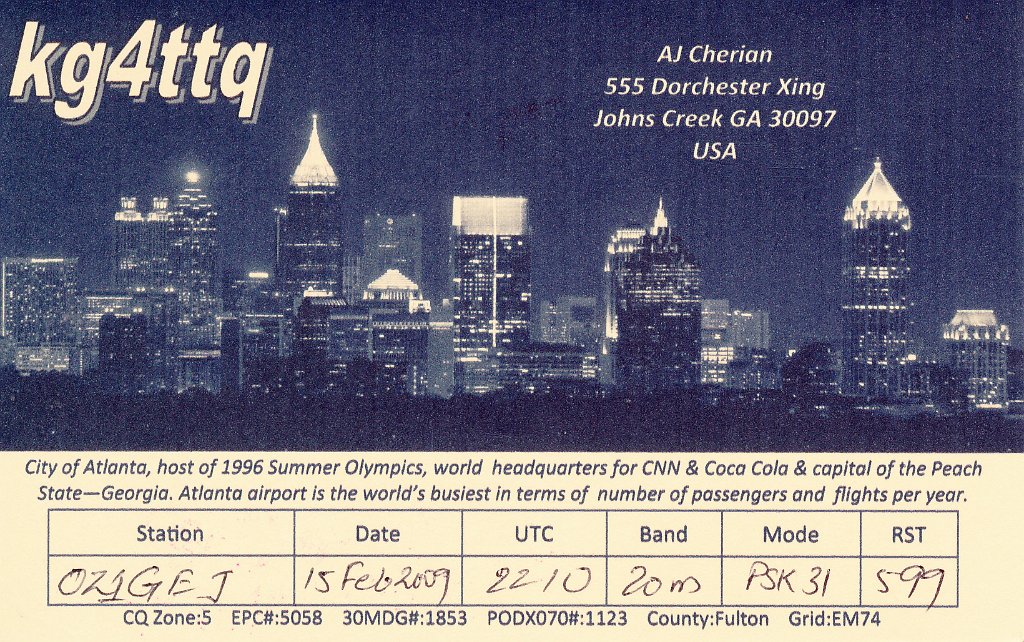 kg4ttq
AJ Cherian
555 Dorchester Xing
Johns Creek GA 30097
USA
City of Atlanta, host of 1996 Summer Olympics, world headquarters for CNN & Coca Cola & capital of the Peach
State—Georgia. Atlanta airport is the world's busiest in terms of number of passengers and flights per year.
Station Date UTC Band Mode RST
OZ1GEJ 15 Feb 2009 2210 20m PSK 31 599
CQ Zone:5 EPC#:5058 30MDG#:1853 PODX070#:1123 County:Fulton Grid:EM74